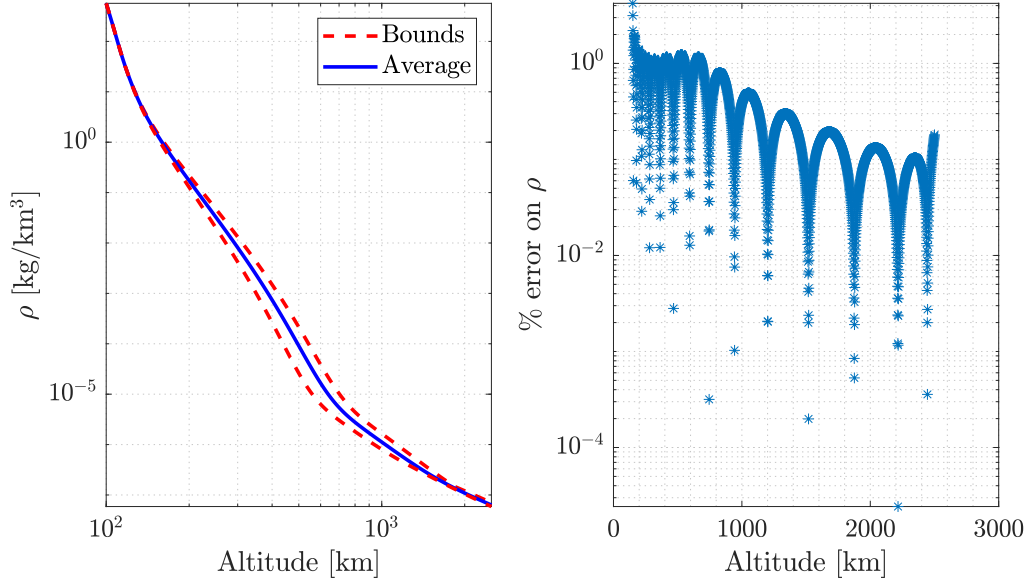 Bounds
Average
10^0
10^-5
10^2
10^3
ρ [kg/km^3]
Altitude [km]
10^0
10^-2
10^-4
0
1000
2000
3000
% error on ρ
Altitude [km]